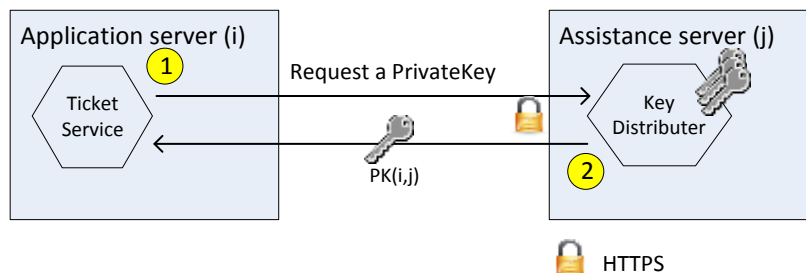 Application server (i)
Assistance server (j)
1
Request a PrivateKey
Ticket
Service
Key
Distributer
PK(i,j)
2
HTTPS